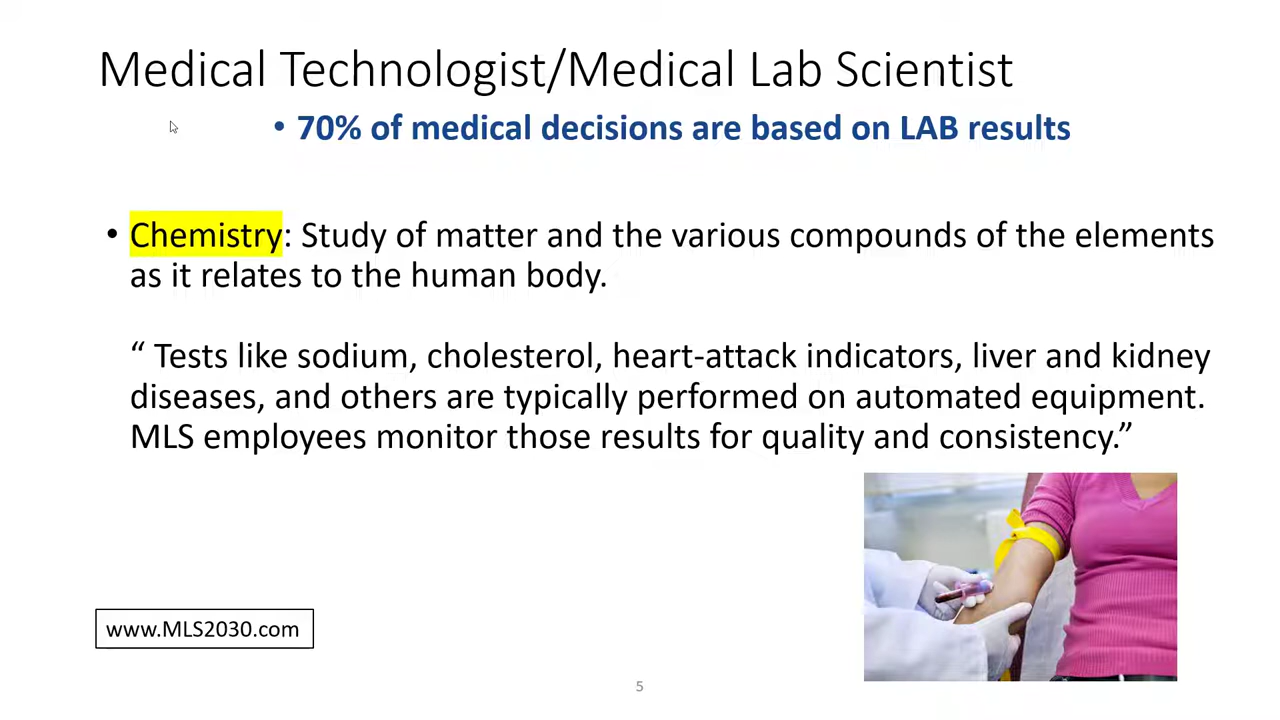 Medical Technologist/Medical Lab Scientist
• 70% of medical decisions are based on LAB results
• Chemistry: Study of matter and the various compounds of the elements
as it relates to the human body.
“ Tests like sodium, cholesterol, heart-attack indicators, liver and kidney
diseases, and others are typically performed on automated equipment.
MLS employees monitor those results for quality and consistency.”
www.MLS2030.com
5